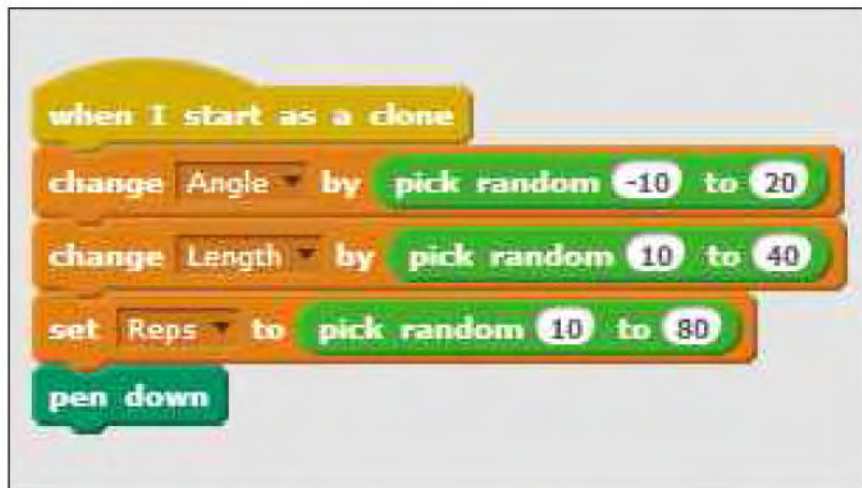 when I start as a clone
change Angle by pick random -10 to 20
change Length by pick random 10 to 40
set Reps to pick random 10 to 80
pen down